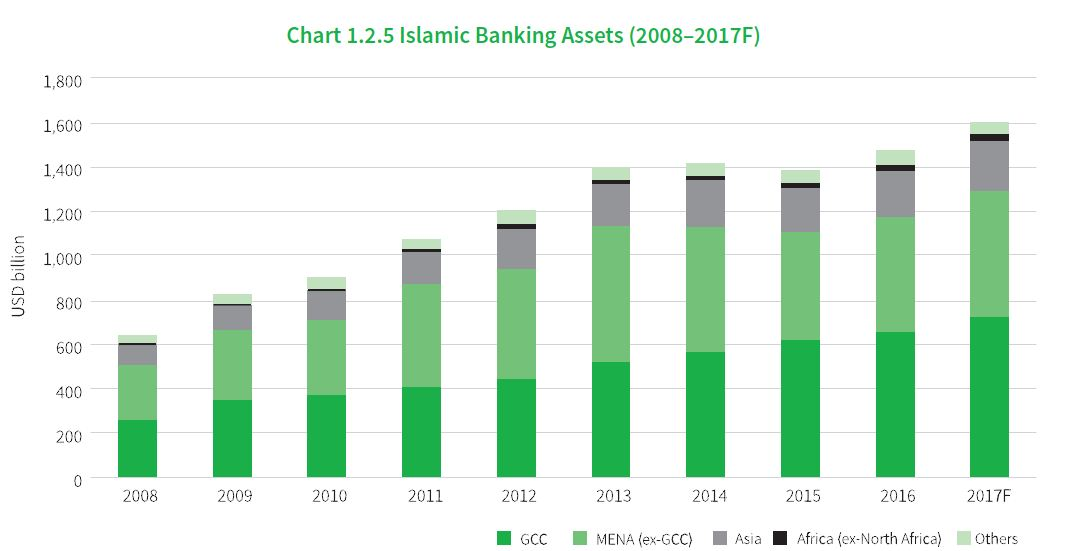 Chart 1.2.5 Islamic Banking Assets (2008–2017F)
1,800
1,600
1,400
1,200
1,000
800
600
400
200
0
USD billion
2008 2009 2010 2011 2012 2013 2014 2015 2016 2017F
GCC MENA (ex-GCC) Asia Africa (ex-North Africa) Others